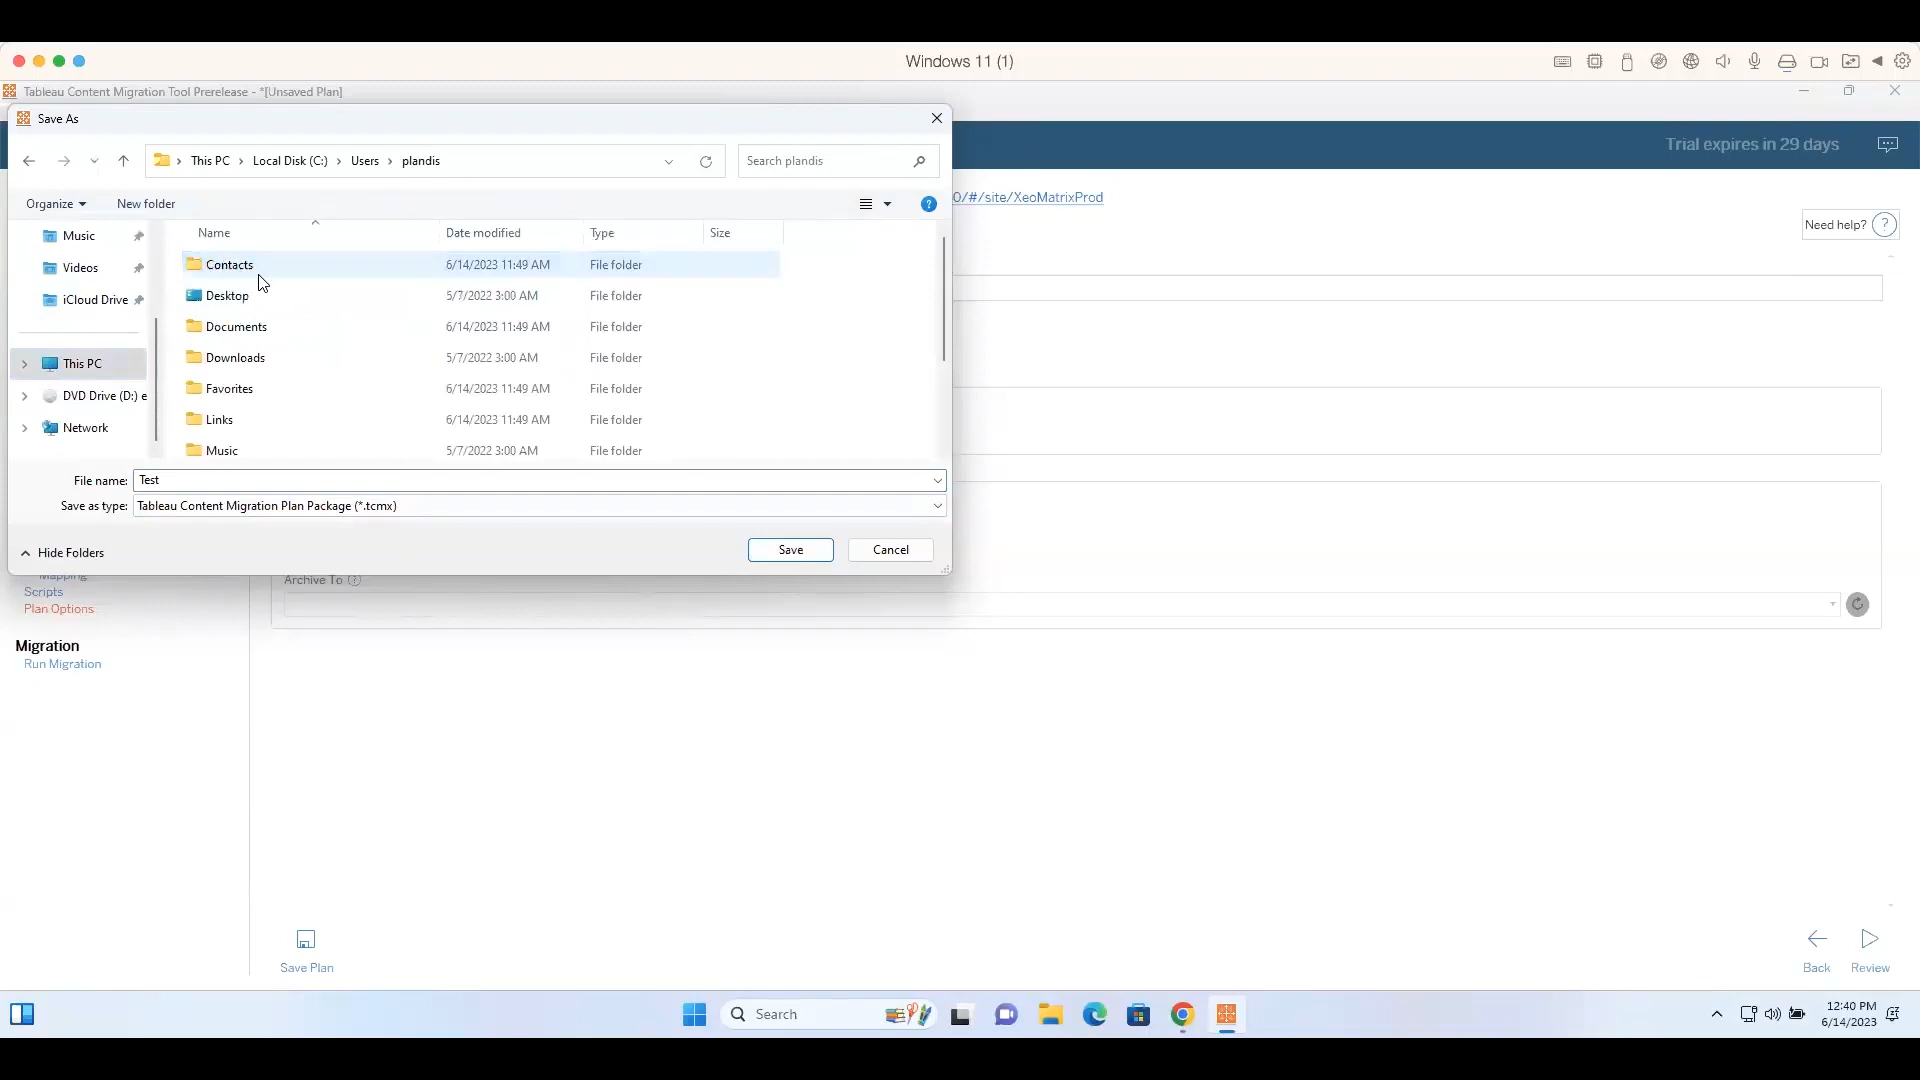 Windows 11 (1)
Tableau Content Migration Tool Prerelease - *[Unsaved Plan]
Save As
Trial expires in 29 days
This PC > Local Disk (C:) > Users > plandis
Search plandis
0/#/site/XeoMatrixProd
Organize
New folder
?
Need help? ?
Music
Videos
iCloud Drive
This PC
DVD Drive (D:) e
Network
Name Date modified Type Size
Contacts 6/14/2023 11:49 AM File folder
Desktop 5/7/2022 3:00 AM File folder
Documents 6/14/2023 11:49 AM File folder
Downloads 5/7/2022 3:00 AM File folder
Favorites 6/14/2023 11:49 AM File folder
Links 6/14/2023 11:49 AM File folder
Music 5/7/2022 3:00 AM File folder
File name: Test
Save as type: Tableau Content Migration Plan Package (*.tcmx)
Hide Folders
Save
Cancel
Mapping
Archive To ?
Scripts
Plan Options
Migration
Run Migration
Save Plan
Back
Review
Search
12:40 PM
6/14/2023